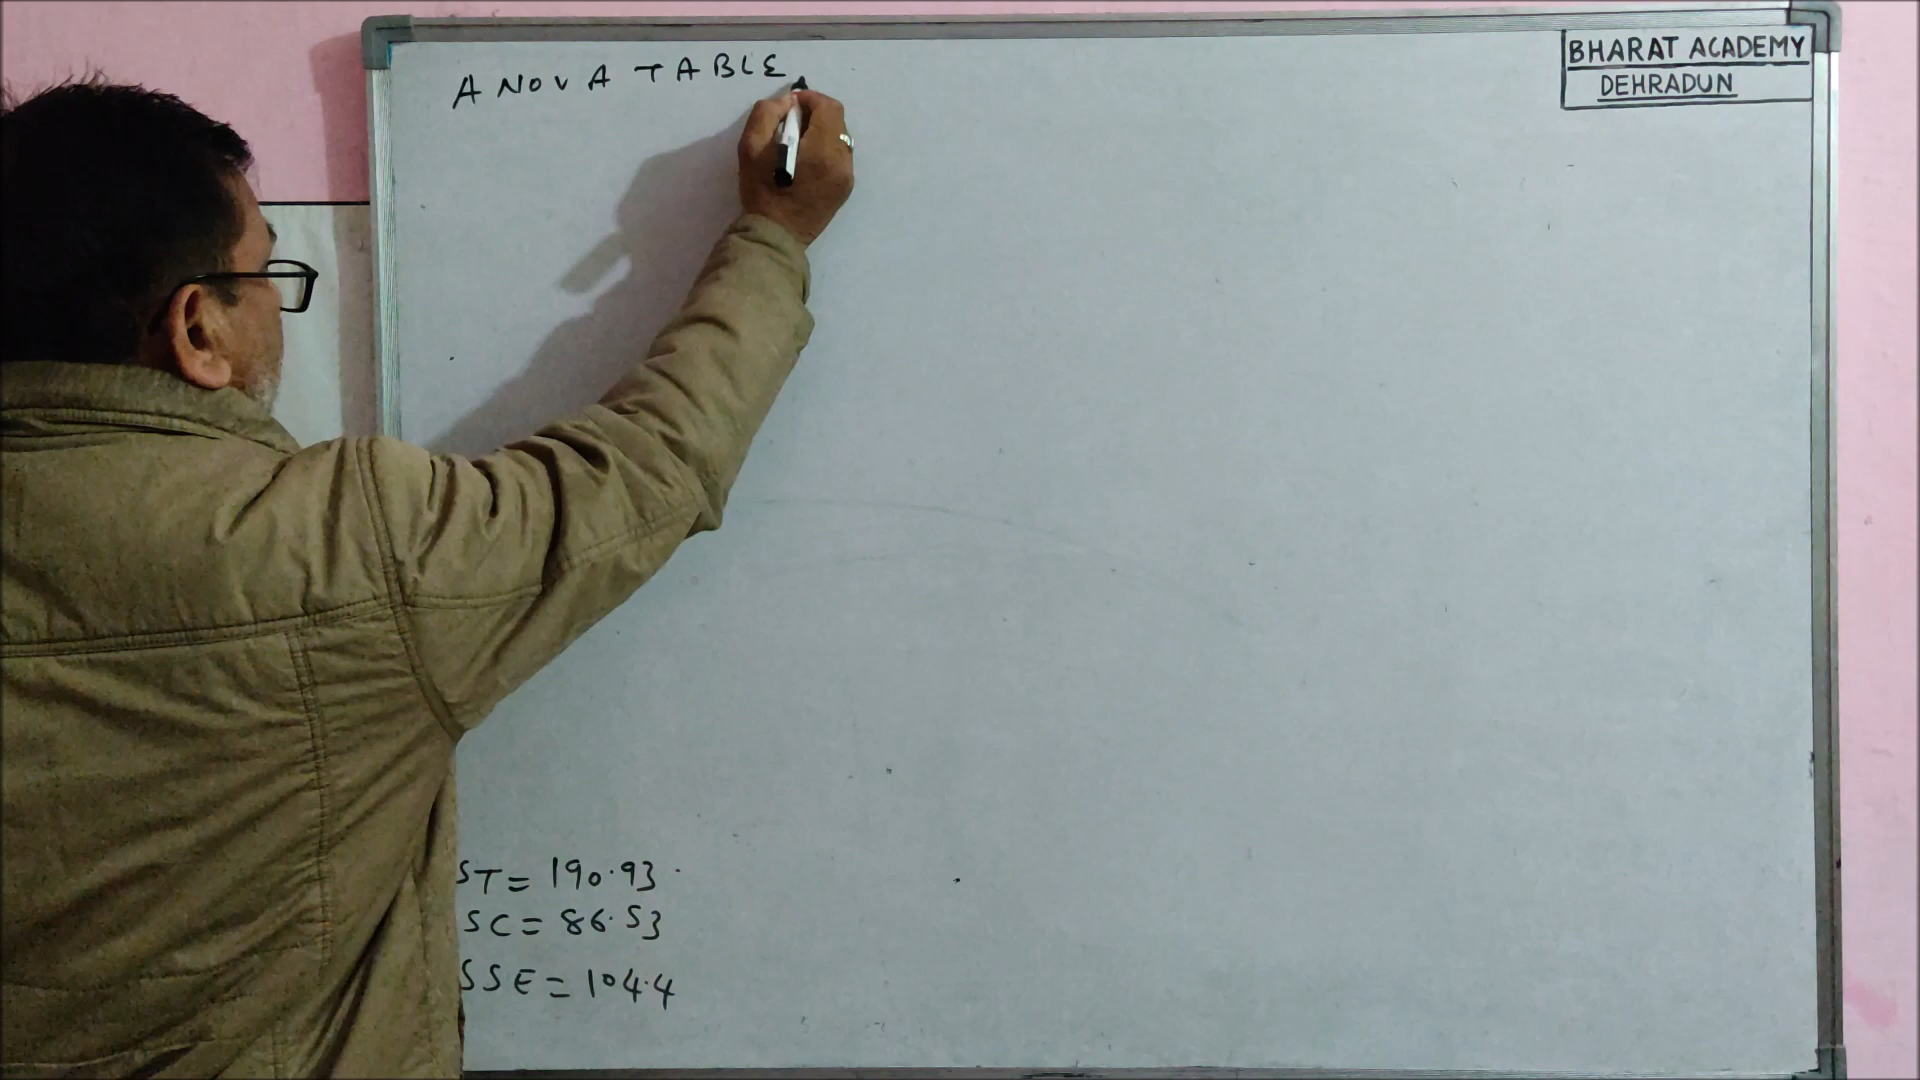 ANOVA TABLE
BHARAT ACADEMY
DEHRADUN
ST = 190.93
SC = 86.53
SSE = 104.4